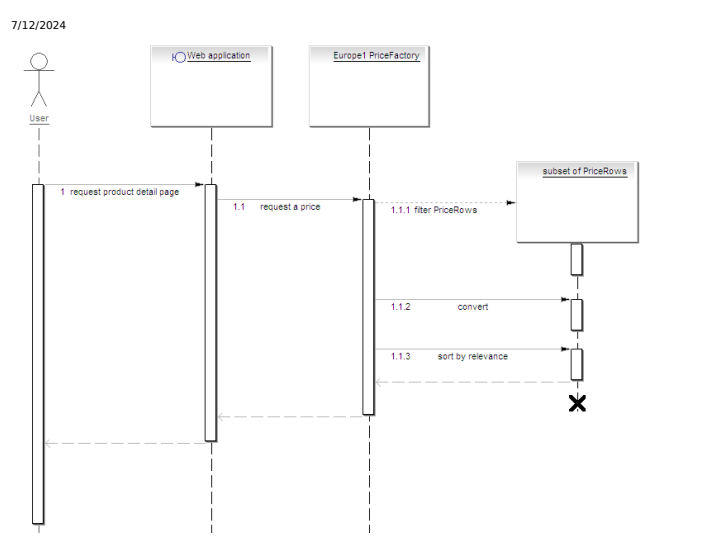 7/12/2024
Web application
Europe1 PriceFactory
User
subset of PriceRows
1 request product detail page
1.1 request a price
1.1.1 filter PriceRows
1.1.2 convert
1.1.3 sort by relevance